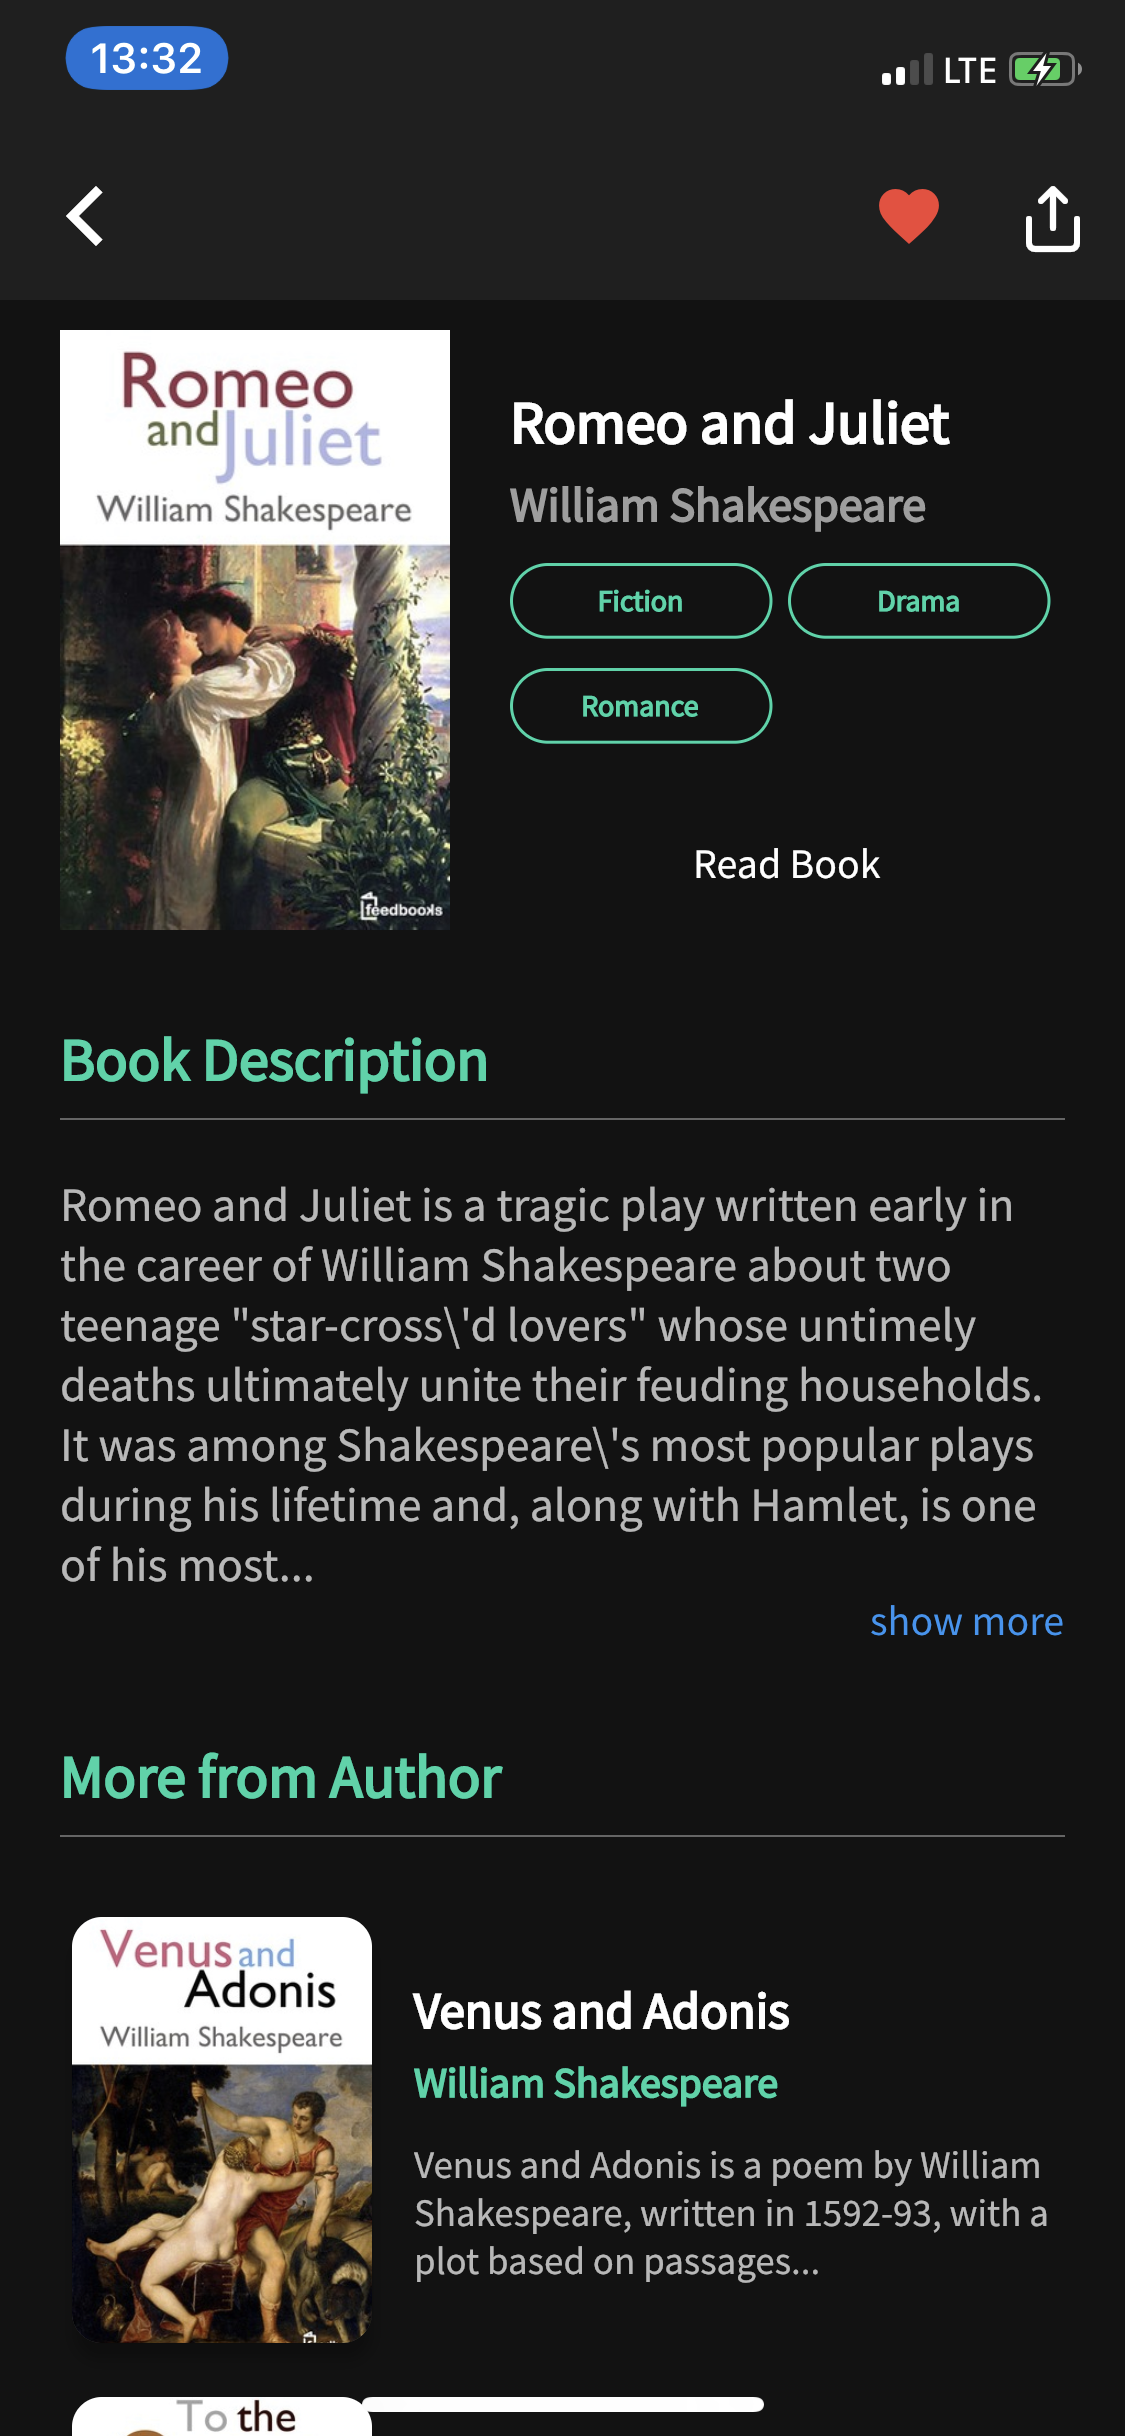 13:32
LTE
Romeo
and Juliet
William Shakespeare
feedbooks
Romeo and Juliet
William Shakespeare
Fiction
Drama
Romance
Read Book
Book Description
Romeo and Juliet is a tragic play written early in
the career of William Shakespeare about two
teenage "star-cross\'d lovers" whose untimely
deaths ultimately unite their feuding households.
It was among Shakespeare\'s most popular plays
during his lifetime and, along with Hamlet, is one
of his most...
show more
More from Author
Venus and
Adonis
William Shakespeare
Venus and Adonis
William Shakespeare
Venus and Adonis is a poem by William
Shakespeare, written in 1592-93, with a
plot based on passages...
To the